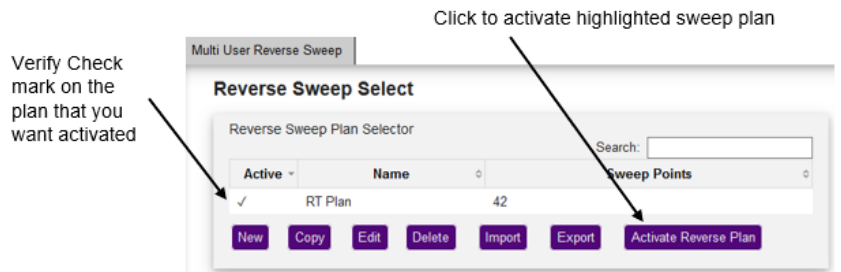 Click to activate highlighted sweep plan
Multi User Reverse Sweep
Verify Check
mark on the
plan that you
want activated
Reverse Sweep Select
Reverse Sweep Plan Selector
Search:
Active Name Sweep Points
✓ RT Plan 42
New Copy Edit Delete Import Export Activate Reverse Plan